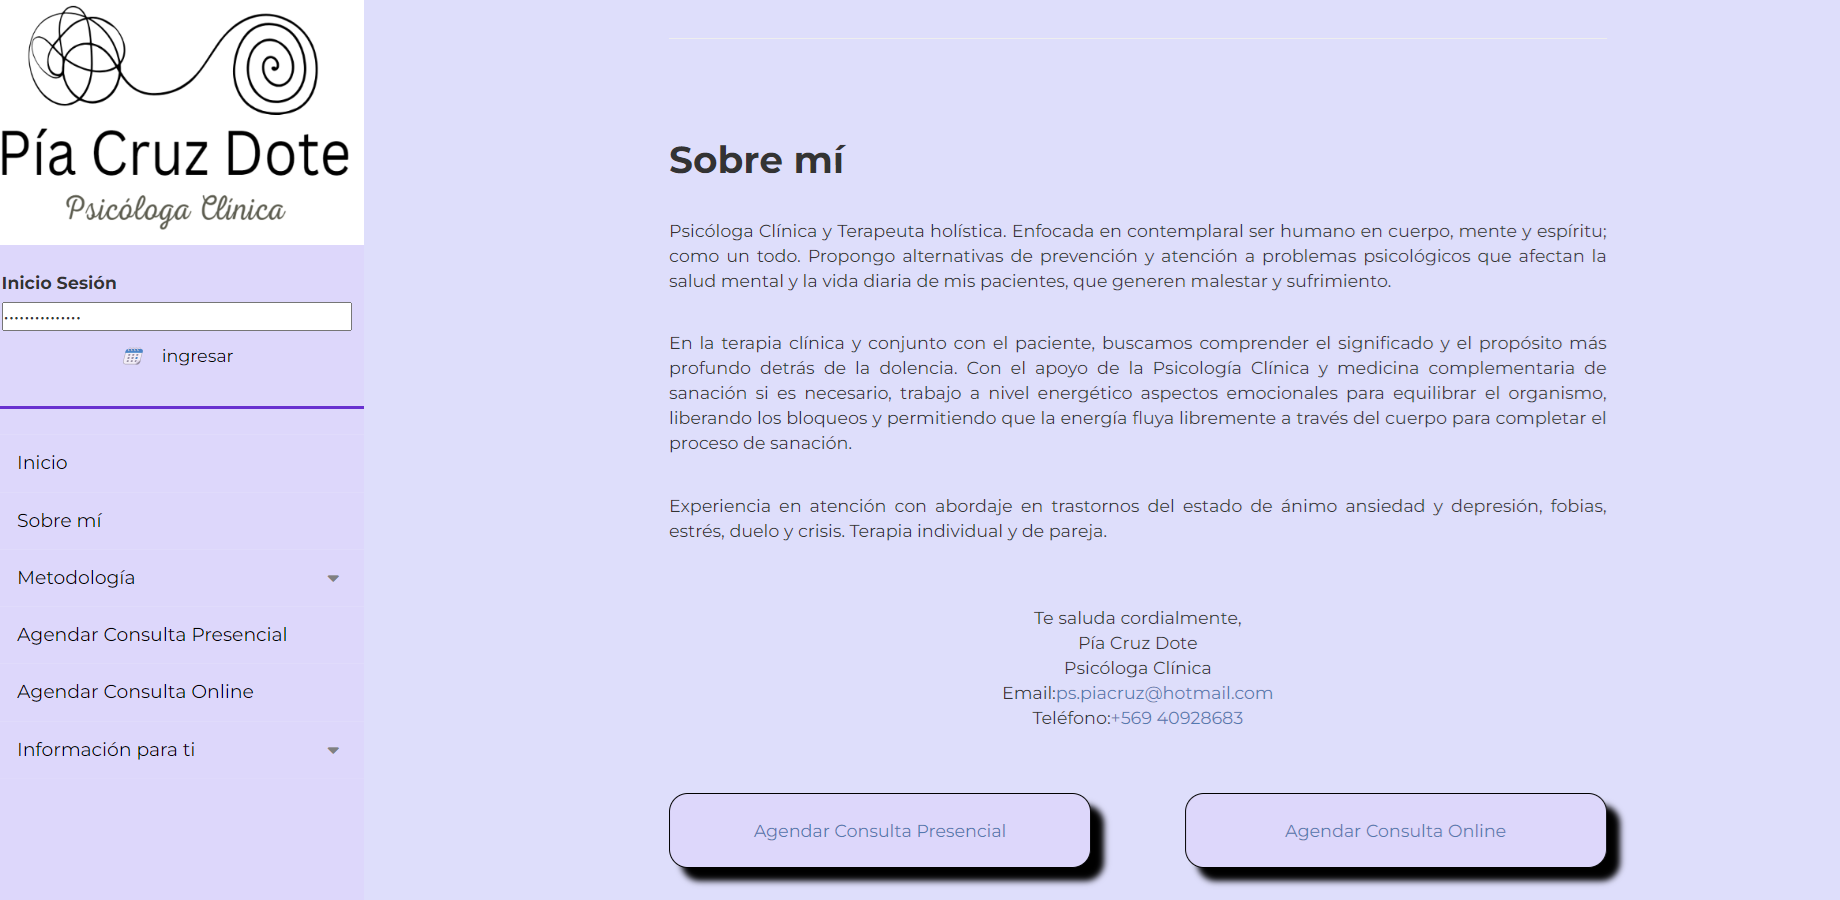 Pía Cruz Dote
Psicóloga Clínica
Inicio Sesión
...............
ingresar
Inicio
Sobre mí
Metodología
Agendar Consulta Presencial
Agendar Consulta Online
Información para ti
Sobre mí
Psicóloga Clínica y Terapeuta holística. Enfocada en contemplaral ser humano en cuerpo, mente y espíritu;
como un todo. Propongo alternativas de prevención y atención a problemas psicológicos que afectan la
salud mental y la vida diaria de mis pacientes, que generen malestar y sufrimiento.
En la terapia clínica y conjunto con el paciente, buscamos comprender el significado y el propósito más
profundo detrás de la dolencia. Con el apoyo de la Psicología Clínica y medicina complementaria de
sanación si es necesario, trabajo a nivel energético aspectos emocionales para equilibrar el organismo,
liberando los bloqueos y permitiendo que la energía fluya libremente a través del cuerpo para completar el
proceso de sanación.
Experiencia en atención con abordaje en trastornos del estado de ánimo ansiedad y depresión, fobias,
estrés, duelo y crisis. Terapia individual y de pareja.
Te saluda cordialmente,
Pía Cruz Dote
Psicóloga Clínica
Email:ps.piacruz@hotmail.com
Teléfono:+569 40928683
Agendar Consulta Presencial
Agendar Consulta Online